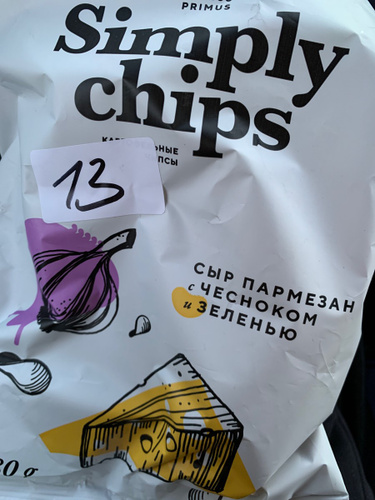 PRIMUS
Simply
chips
13
СЫР ПАРМЕЗАН
с ЧЕСНОКОМ
и ЗЕЛЕНЬЮ